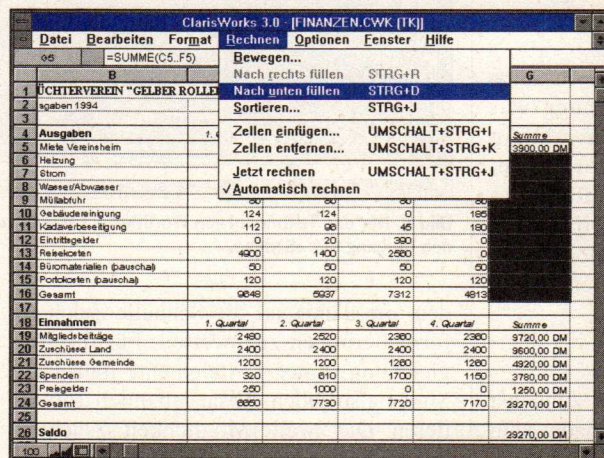 ClarisWorks 3.0 - [FINANZEN.CWK [TK]]
Datei Bearbeiten Format Rechnen Optionen Fenster Hilfe
G5 =SUMME(C5..F5)
Bewegen...
Nach rechts füllen STRG+R
Nach unten füllen STRG+D
Sortieren... STRG+J
Zellen einfügen... UMSCHALT+STRG+I
Zellen entfernen... UMSCHALT+STRG+K
Jetzt rechnen UMSCHALT+STRG+J
✓Automatisch rechnen
B G
1 ÜCHTERVEREIN "GELBER ROLLE
2 sgaben 1994
3
4 Ausgaben 1. Summe
5 Miete Vereinsheim 3900,00 DM
6 Heizung
7 Strom
8 Wasser/Abwasser
9 Müllabfuhr 80 80 80 80
10 Gebäudereinigung 124 124 0 186
11 Kadaverbeseitigung 112 98 45 180
12 Eintrittsgelder 0 20 390 0
13 Reisekosten 4900 1400 2580 0
14 Büromaterialien (pauschal) 50 50 50 50
15 Portokosten (pauschal) 120 120 120 120
16 Gesamt 9848 5937 7312 4813
17
18 Einnahmen 1. Quartal 2. Quartal 3. Quartal 4. Quartal Summe
19 Mitgliedsbeiträge 2480 2520 2360 2360 9720,00 DM
20 Zuschüsse Land 2400 2400 2400 2400 9600,00 DM
21 Zuschüsse Gemeinde 1200 1200 1260 1260 4920,00 DM
22 Spenden 320 610 1700 1150 3780,00 DM
23 Preisgelder 250 1000 0 0 1250,00 DM
24 Gesamt 6650 7730 7720 7170 29270,00 DM
25
26 Saldo 29270,00 DM
100